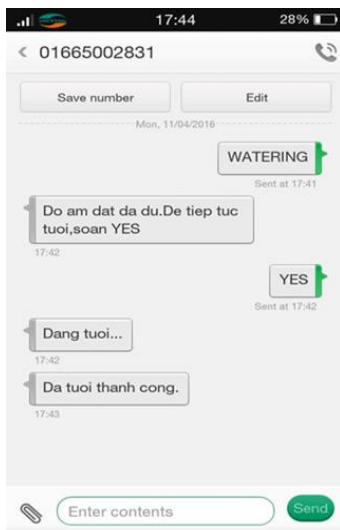 17:44 28%
01665002831
Save number Edit
Mon, 11/04/2016
WATERING
Sent at 17:41
Do am dat da du.De tiep tuc
tuoi,soan YES
17:42
YES
Sent at 17:42
Dang tuoi...
17:42
Da tuoi thanh cong.
17:43
Enter contents Send